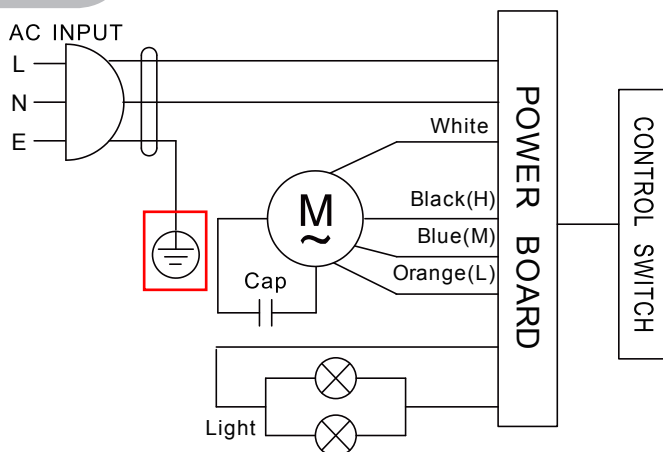 AC INPUT
L
N
E
White
Black(H)
Blue(M)
Orange(L)
M
~
Cap
Light
POWER BOARD
CONTROL SWITCH